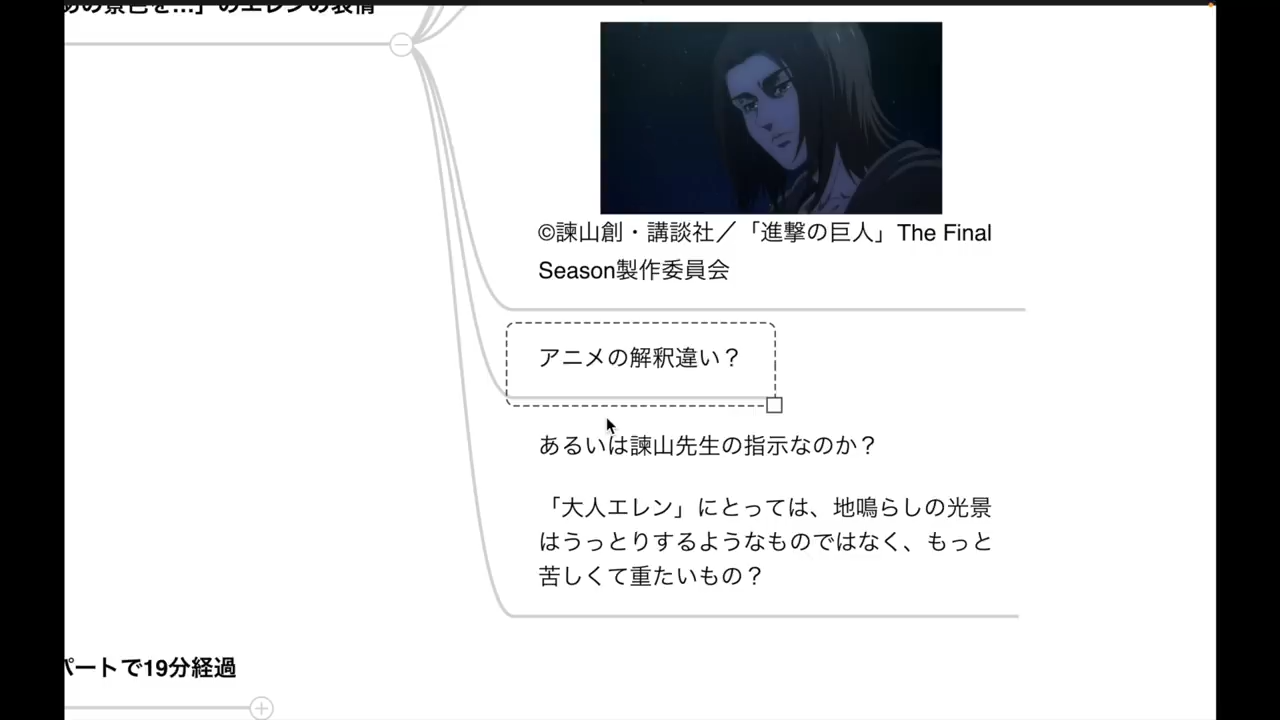 の景色を…」のエレンの表情
©諫山創・講談社／「進撃の巨人」The Final
Season製作委員会
アニメの解釈違い？
あるいは諫山先生の指示なのか？
「大人エレン」にとっては、地鳴らしの光景
はうっとりするようなものではなく、もっと
苦しくて重たいもの？
パートで19分経過